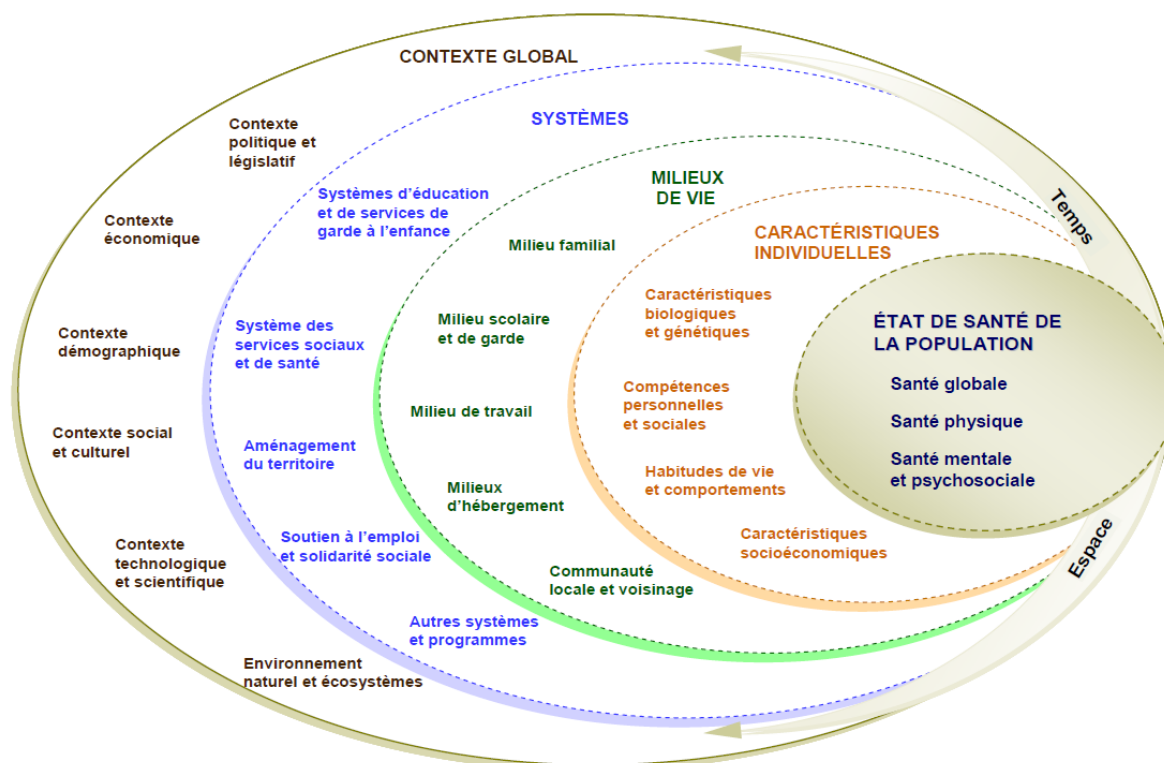 CONTEXTE GLOBAL
Contexte
politique et
législatif
Contexte
économique
Contexte
démographique
Contexte social
et culturel
Contexte
technologique
et scientifique
Environnement
naturel et écosystèmes
SYSTÈMES
Systèmes d’éducation
et de services de
garde à l’enfance
Système des
services sociaux
et de santé
Aménagement
du territoire
Soutien à l’emploi
et solidarité sociale
Autres systèmes
et programmes
MILIEUX
DE VIE
Milieu familial
Milieu scolaire
et de garde
Milieu de travail
Milieux
d’hébergement
Communauté
locale et voisinage
CARACTÉRISTIQUES
INDIVIDUELLES
Caractéristiques
biologiques
et génétiques
Compétences
personnelles
et sociales
Habitudes de vie
et comportements
Caractéristiques
socioéconomiques
ÉTAT DE SANTÉ DE
LA POPULATION
Santé globale
Santé physique
Santé mentale
et psychosociale
Temps
Espace